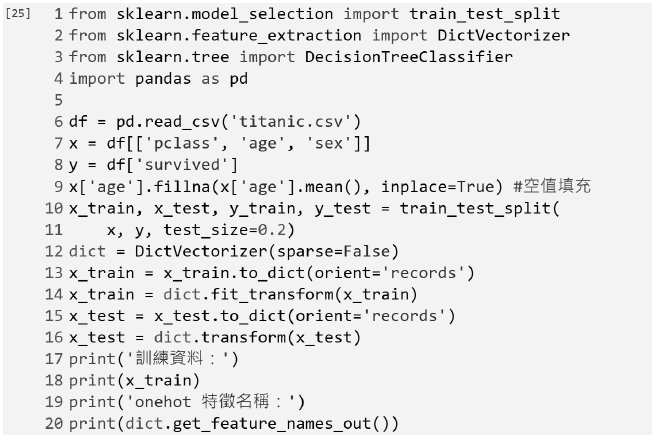 [25] 1 from sklearn.model_selection import train_test_split
2 from sklearn.feature_extraction import DictVectorizer
3 from sklearn.tree import DecisionTreeClassifier
4 import pandas as pd
5
6 df = pd.read_csv('titanic.csv')
7 x = df[['pclass', 'age', 'sex']]
8 y = df['survived']
9 x['age'].fillna(x['age'].mean(), inplace=True) #空值填充
10 x_train, x_test, y_train, y_test = train_test_split(
11     x, y, test_size=0.2)
12 dict = DictVectorizer(sparse=False)
13 x_train = x_train.to_dict(orient='records')
14 x_train = dict.fit_transform(x_train)
15 x_test = x_test.to_dict(orient='records')
16 x_test = dict.transform(x_test)
17 print('訓練資料：')
18 print(x_train)
19 print('onehot 特徵名稱：')
20 print(dict.get_feature_names_out())